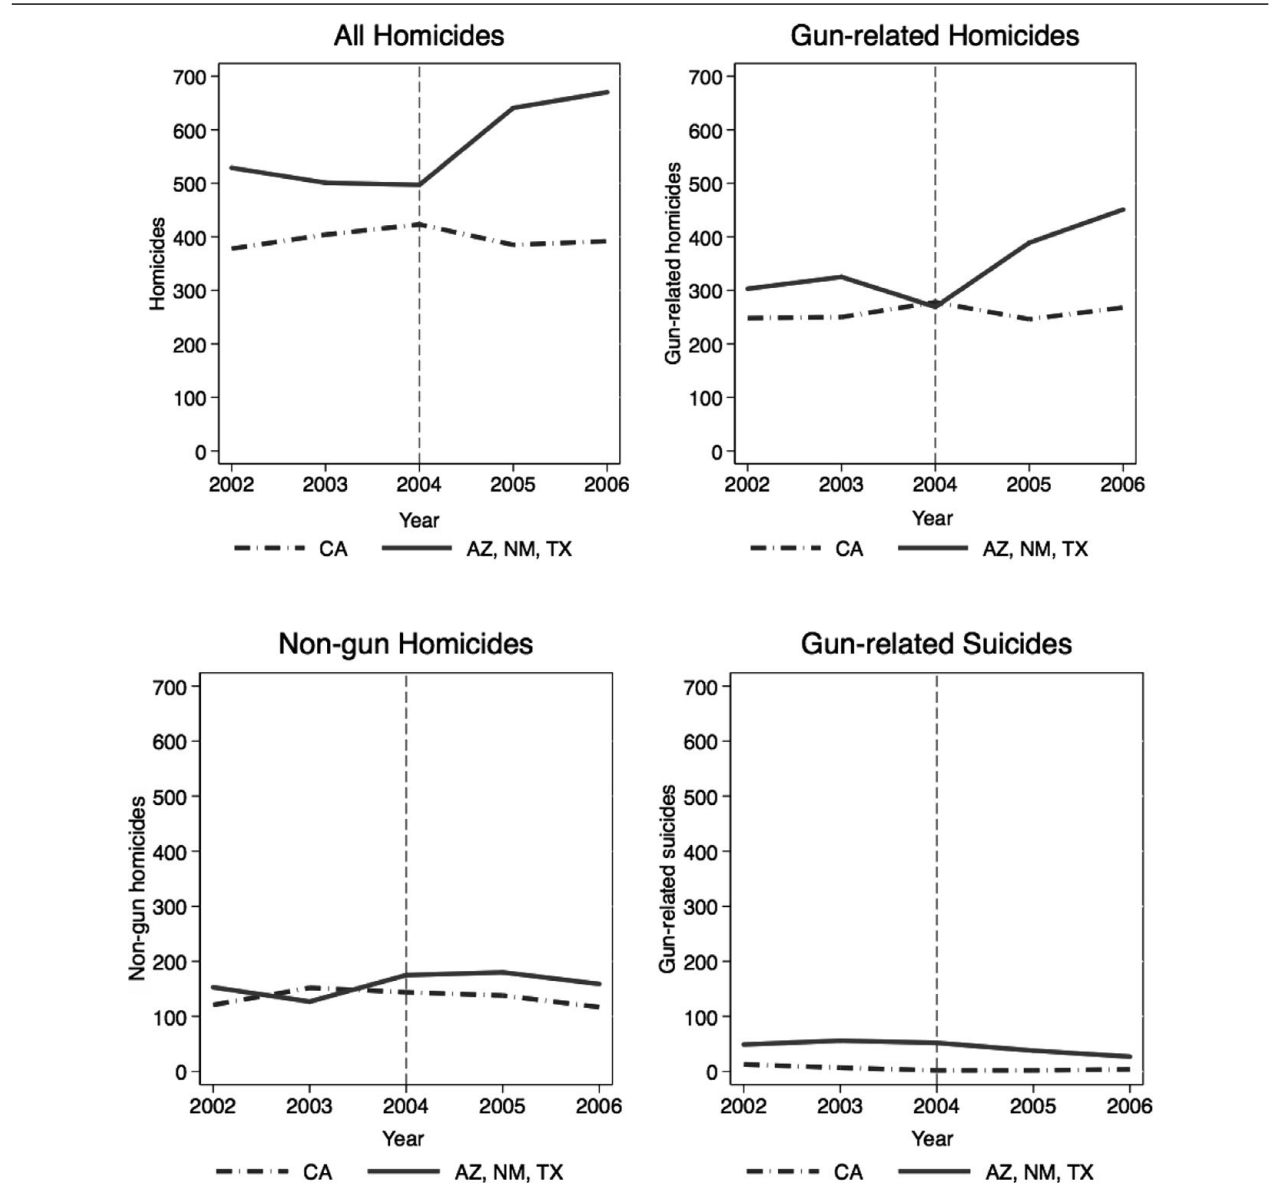 All Homicides
Homicides
700
600
500
400
300
200
100
0
2002 2003 2004 2005 2006
Year
CA AZ, NM, TX
Gun-related Homicides
Gun-related homicides
700
600
500
400
300
200
100
0
2002 2003 2004 2005 2006
Year
CA AZ, NM, TX
Non-gun Homicides
Non-gun homicides
700
600
500
400
300
200
100
0
2002 2003 2004 2005 2006
Year
CA AZ, NM, TX
Gun-related Suicides
Gun-related suicides
700
600
500
400
300
200
100
0
2002 2003 2004 2005 2006
Year
CA AZ, NM, TX